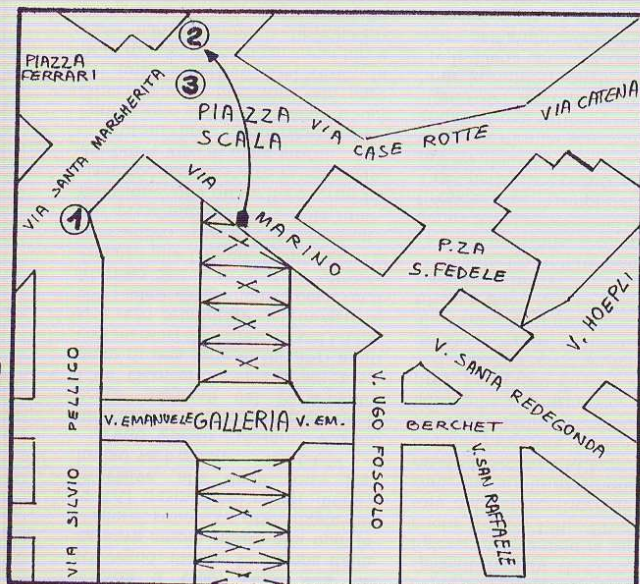 2
PIAZZA
FERRARI
3
VIA SANTA MARGHERITA
PIAZZA
SCALA
VIA CATENA
VIA
CASE ROTTE
VIA
MARINO
1
P.ZA
S. FEDELE
V. HOEPLI
V. SANTA REDEGONDA
VIA SILVIO PELLICO
V. EMANUELE GALLERIA V. EM.
V. UGO FOSCOLO
BERCHET
V. SAN RAFFAELE